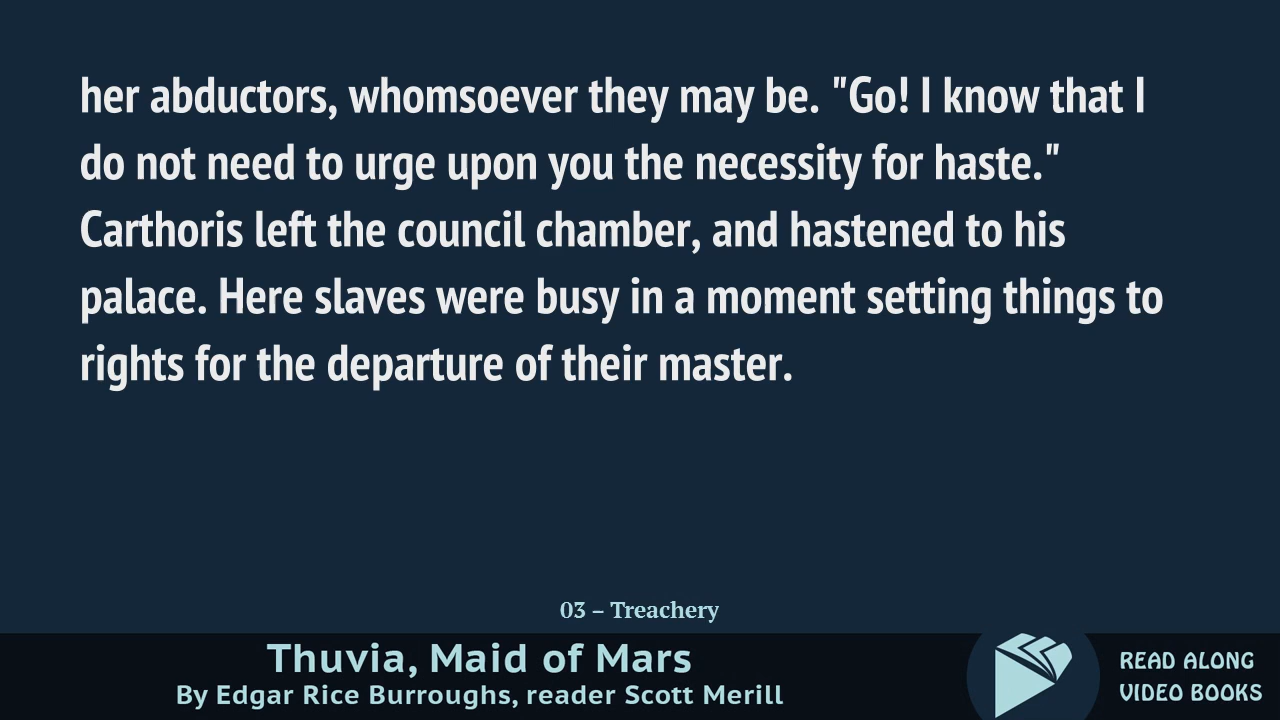 her abductors, whomsoever they may be. "Go! I know that I
do not need to urge upon you the necessity for haste."
Carthoris left the council chamber, and hastened to his
palace. Here slaves were busy in a moment setting things to
rights for the departure of their master.
03 – Treachery
Thuvia, Maid of Mars
By Edgar Rice Burroughs, reader Scott Merill
READ ALONG
VIDEO BOOKS